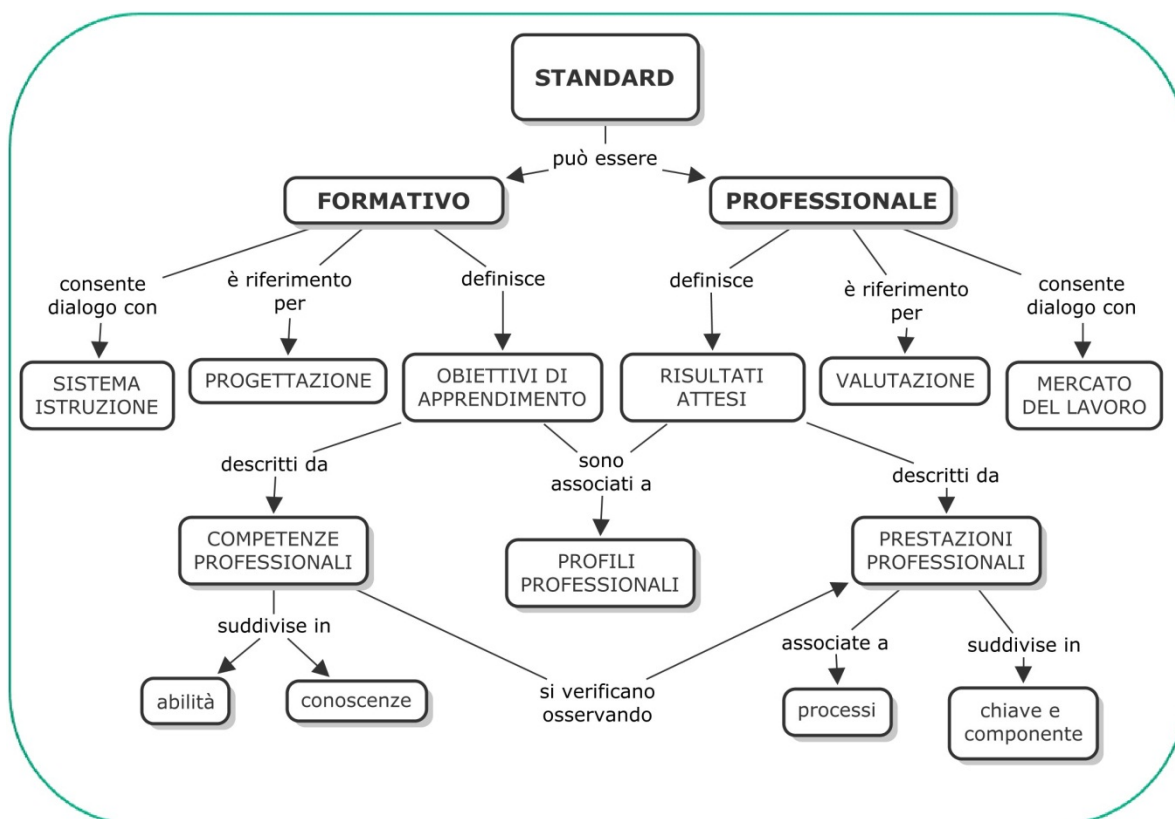 STANDARD
può essere
FORMATIVO
PROFESSIONALE
consente
dialogo con
è riferimento
per
definisce
definisce
è riferimento
per
consente
dialogo con
SISTEMA
ISTRUZIONE
PROGETTAZIONE
OBIETTIVI DI
APPRENDIMENTO
RISULTATI
ATTESI
VALUTAZIONE
MERCATO
DEL LAVORO
descritti da
sono
associati a
descritti da
COMPETENZE
PROFESSIONALI
PROFILI
PROFESSIONALI
PRESTAZIONI
PROFESSIONALI
suddivise in
associate a
suddivise in
abilità
conoscenze
si verificano
osservando
processi
chiave e
componente